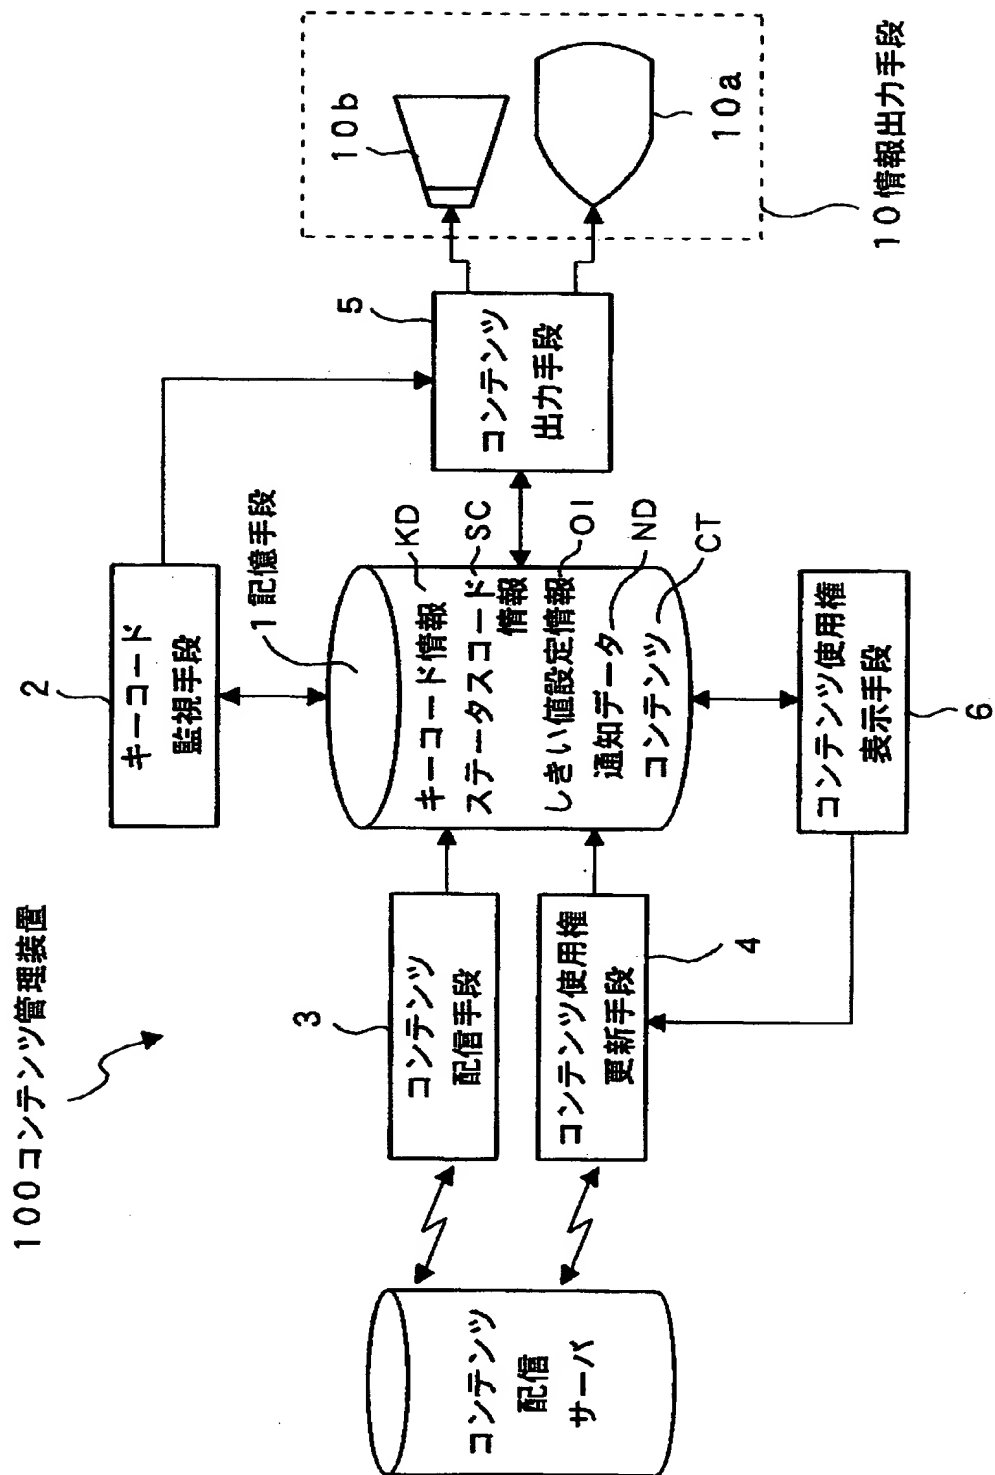 100コンテンツ管理装置
コンテンツ
配信
サーバ
3
コンテンツ
配信手段
コンテンツ使用権
更新手段
4
2
キーコード
監視手段
1記憶手段
キーコード情報
KD
ステータスコード
情報
SC
しきい値設定情報
OI
通知データ
ND
コンテンツ
CT
コンテンツ使用権
表示手段
6
5
コンテンツ
出力手段
10b
10a
10情報出力手段